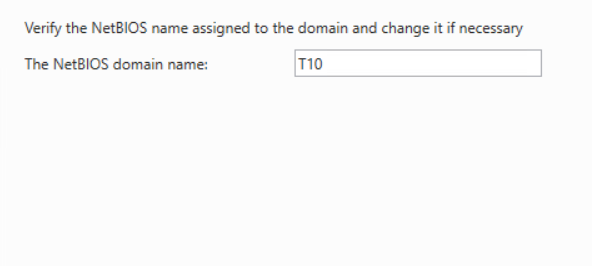 Verify the NetBIOS name assigned to the domain and change it if necessary
The NetBIOS domain name: T10